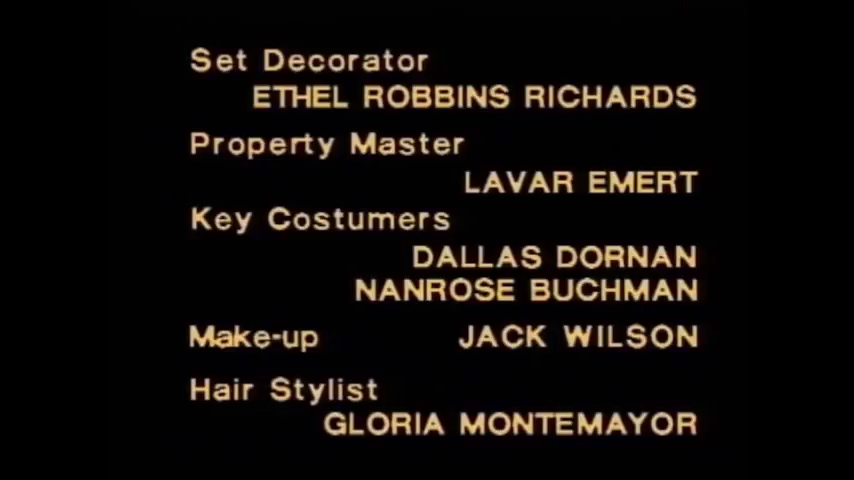 Set Decorator
ETHEL ROBBINS RICHARDS
Property Master
LAVAR EMERT
Key Costumers
DALLAS DORNAN
NANROSE BUCHMAN
Make-up JACK WILSON
Hair Stylist
GLORIA MONTEMAYOR